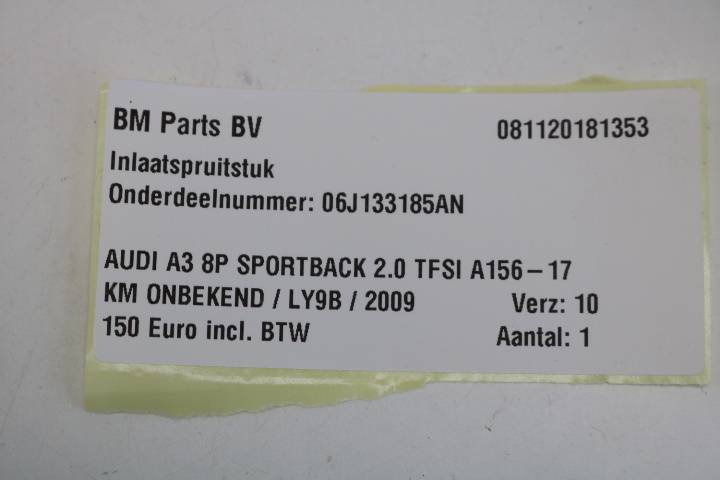 BM Parts BV 081120181353
Inlaatspruitstuk
Onderdeelnummer: 06J133185AN
AUDI A3 8P SPORTBACK 2.0 TFSI A156-17
KM ONBEKEND / LY9B / 2009 Verz: 10
150 Euro incl. BTW Aantal: 1